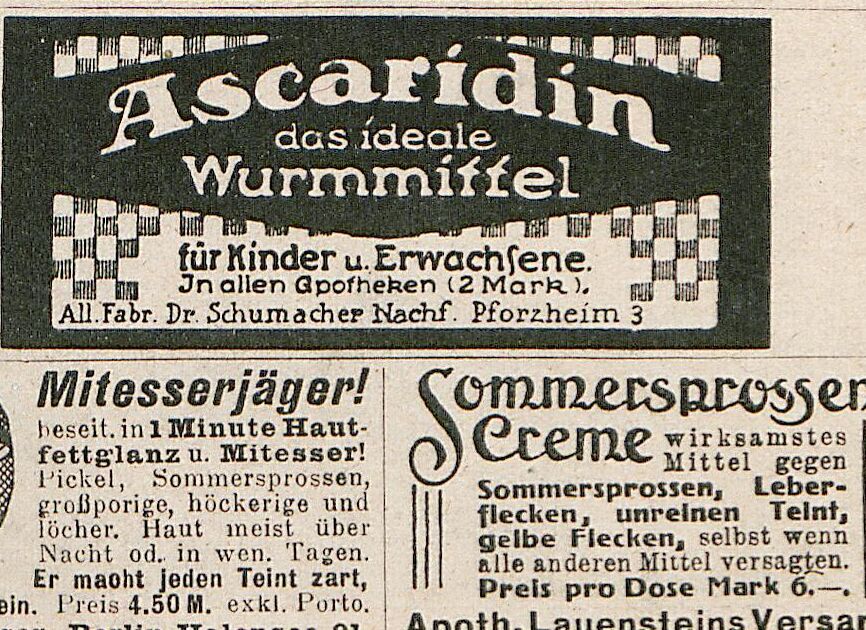 Ascaridin
das ideale
Wurmmittel
für Kinder u. Erwachſene.
In allen Apotheken (2 Mark).
All. Fabr. Dr. Schumacher Nachf. Pforzheim 3
Mitesserjäger!
beseit. in 1 Minute Haut-
fettglanz u. Mitesser!
Pickel, Sommersprossen,
großporige, höckerige und
löcher. Haut meist über
Nacht od. in wen. Tagen.
Er macht jeden Teint zart,
ein. Preis 4.50 M. exkl. Porto.
Sommersprossen
Creme wirksamstes
Mittel gegen
Sommersprossen, Leber-
flecken, unreinen Teint,
gelbe Flecken, selbst wenn
alle anderen Mittel versagten.
Preis pro Dose Mark 6.—.
Apoth. Lauensteins Versa